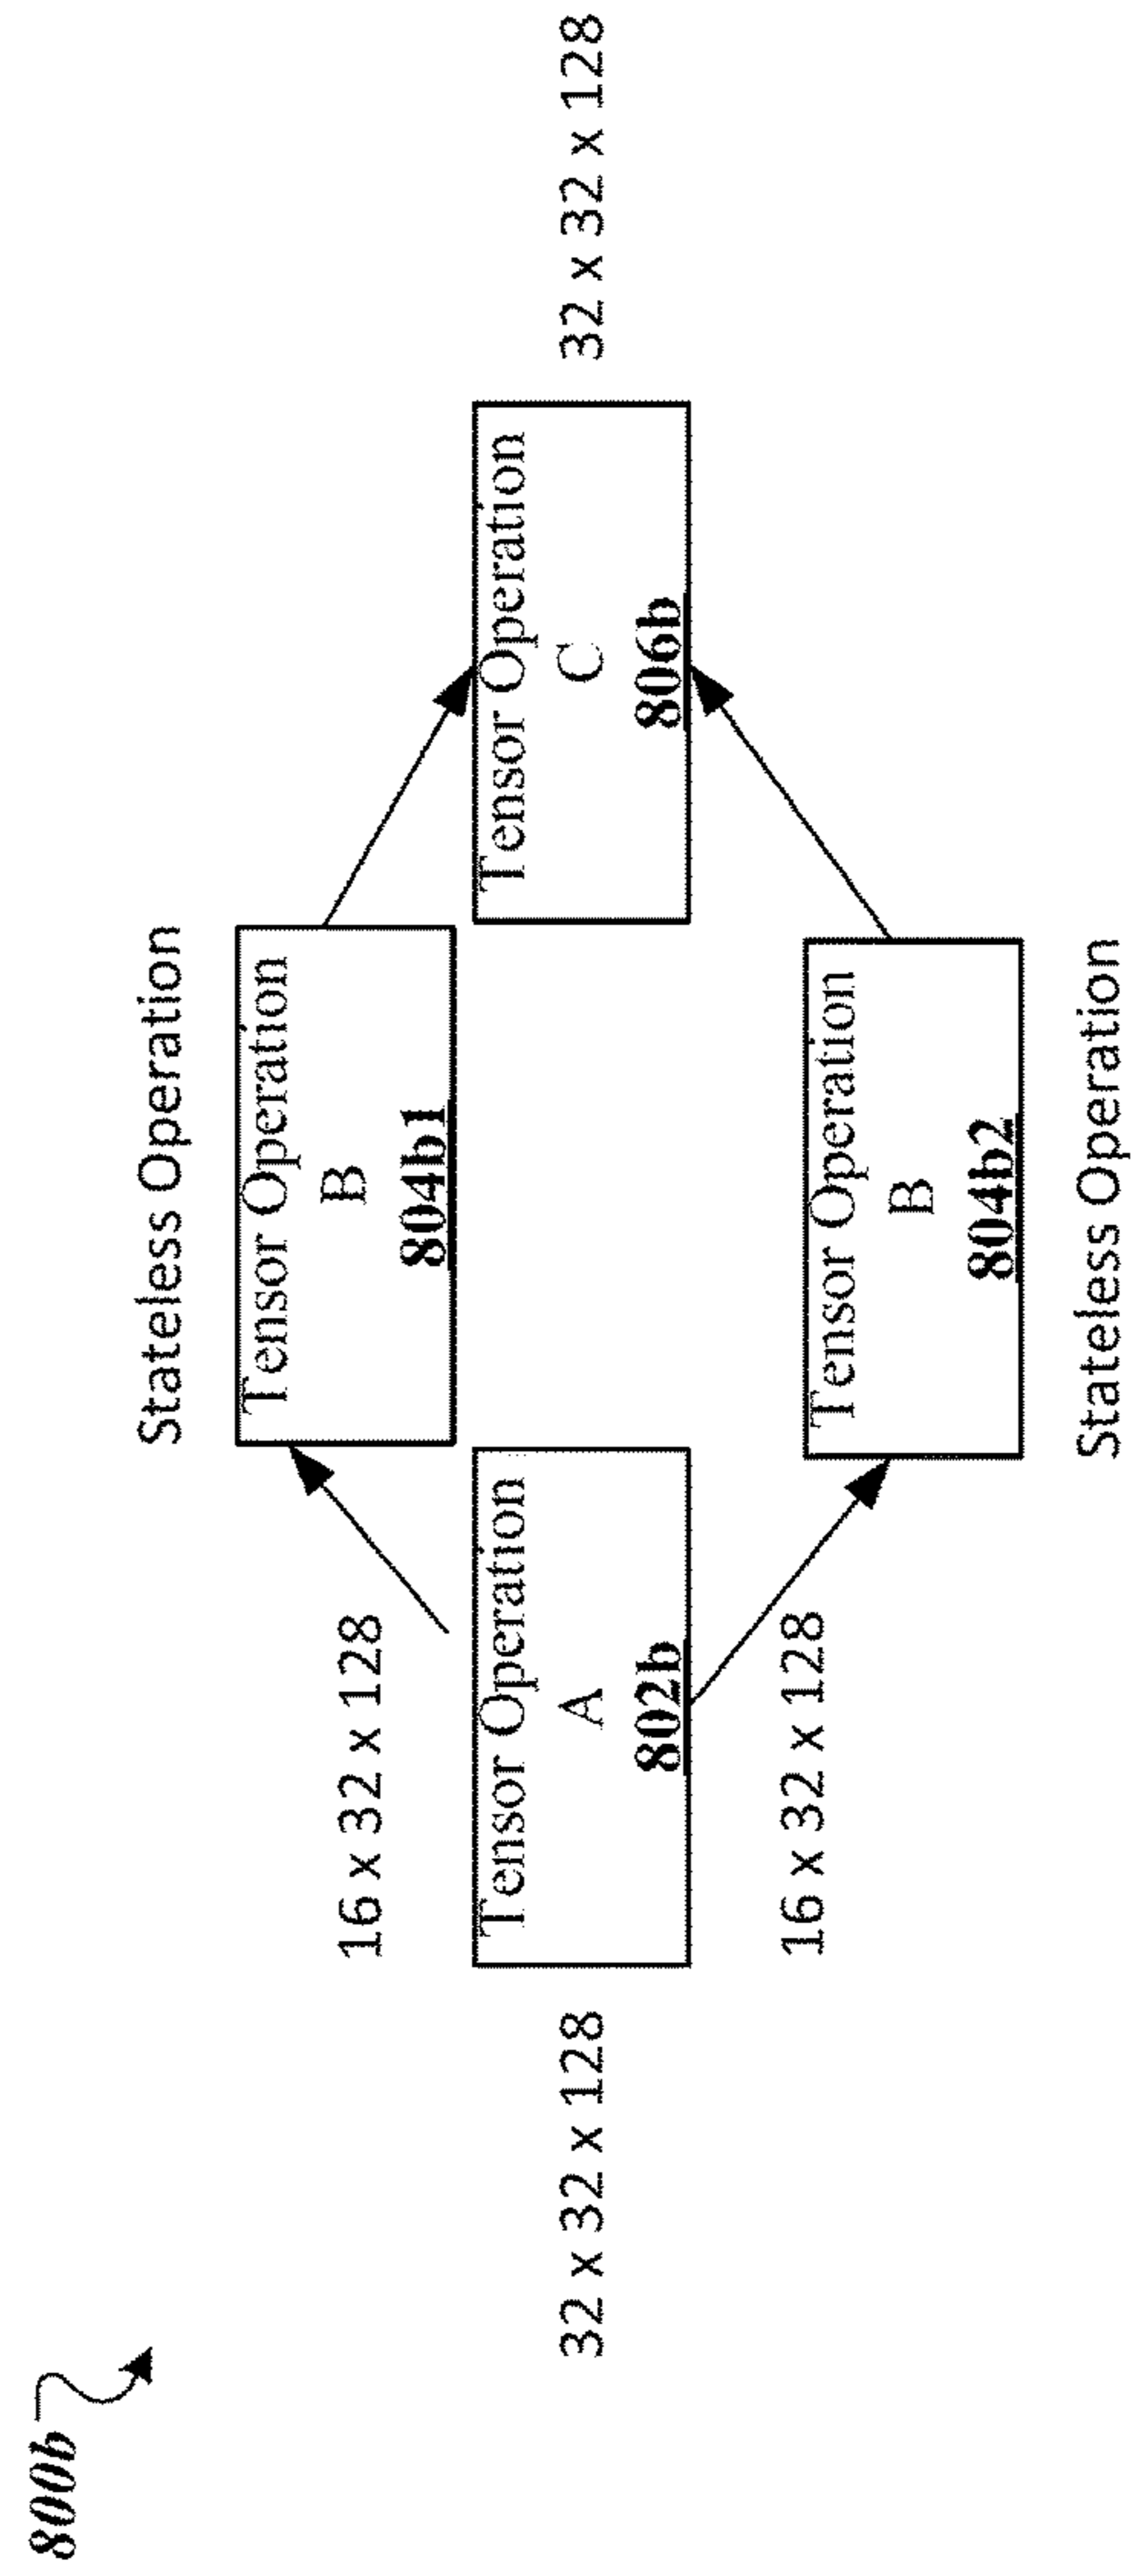 800b
Stateless Operation
Tensor Operation
B
804b1
16 x 32 x 128
32 x 32 x 128
Tensor Operation
A
802b
Tensor Operation
C
806b
32 x 32 x 128
16 x 32 x 128
Tensor Operation
B
804b2
Stateless Operation